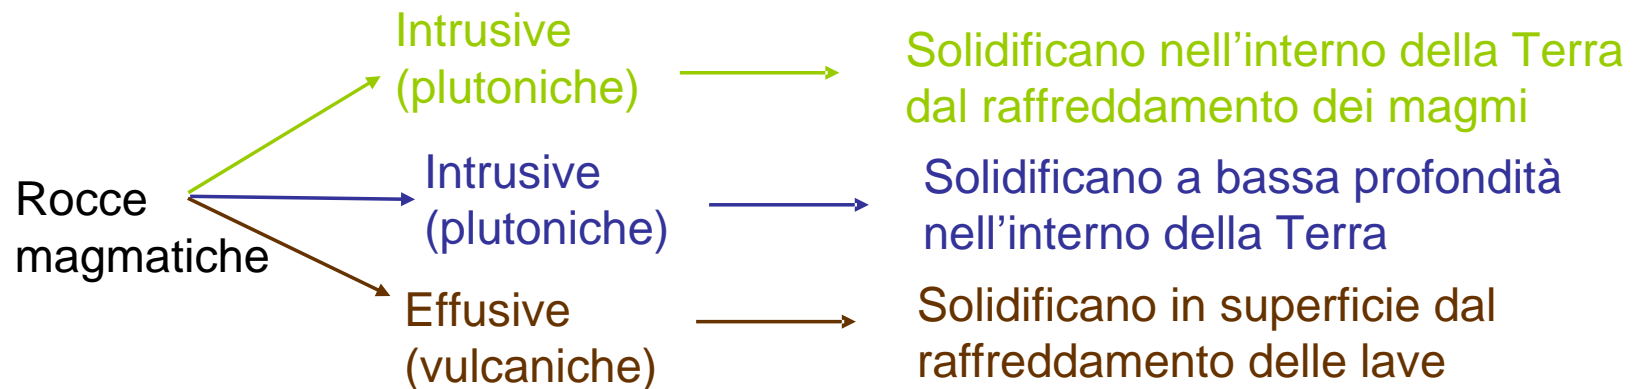 Rocce
magmatiche
Intrusive
(plutoniche)
Solidificano nell’interno della Terra
dal raffreddamento dei magmi
Intrusive
(plutoniche)
Solidificano a bassa profondità
nell’interno della Terra
Effusive
(vulcaniche)
Solidificano in superficie dal
raffreddamento delle lave